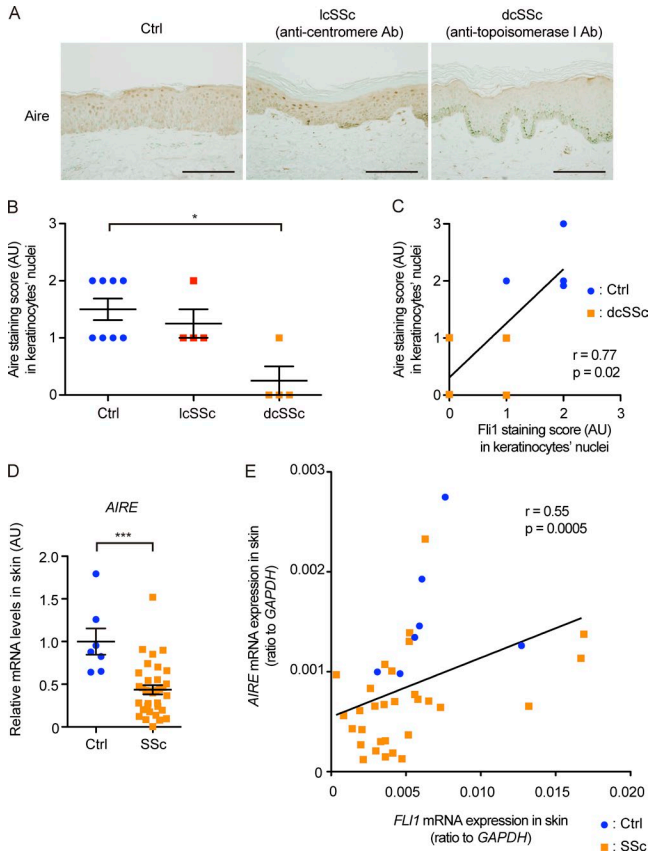 A
Ctrl
lcSSc
(anti-centromere Ab)
dcSSc
(anti-topoisomerase I Ab)
Aire
B
*
3
2
1
0
Aire staining score (AU)
in keratinocytes' nuclei
Ctrl
lcSSc
dcSSc
C
3
2
1
0
Aire staining score (AU)
in keratinocytes' nuclei
: Ctrl
: dcSSc
r = 0.77
p = 0.02
0
1
2
3
Fli1 staining score (AU)
in keratinocytes' nuclei
D
AIRE
***
2.0
1.5
1.0
0.5
0
Relative mRNA levels in skin (AU)
Ctrl
SSc
E
0.003
0.002
0.001
0
AIRE mRNA expression in skin
(ratio to GAPDH)
r = 0.55
p = 0.0005
0
0.005
0.010
0.015
0.020
FLI1 mRNA expression in skin
(ratio to GAPDH)
: Ctrl
: SSc